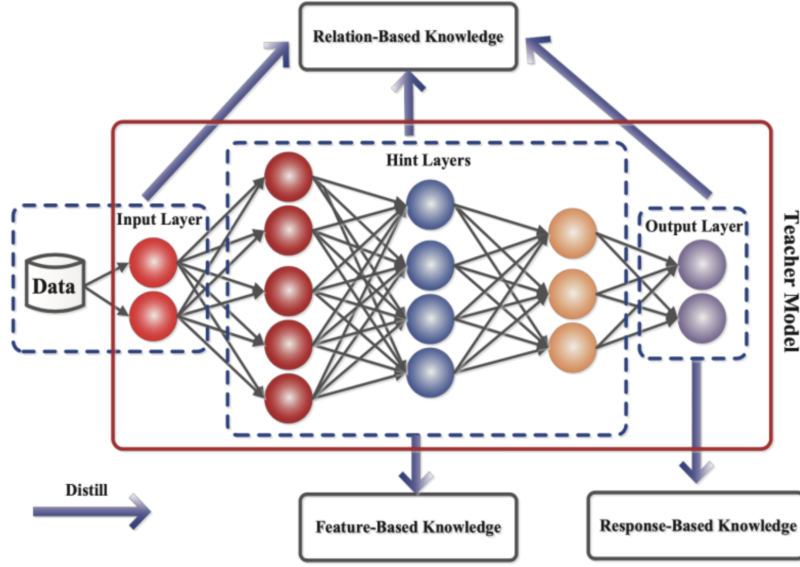 Relation-Based Knowledge
Hint Layers
Input Layer
Output Layer
Data
Teacher Model
Distill
Feature-Based Knowledge
Response-Based Knowledge